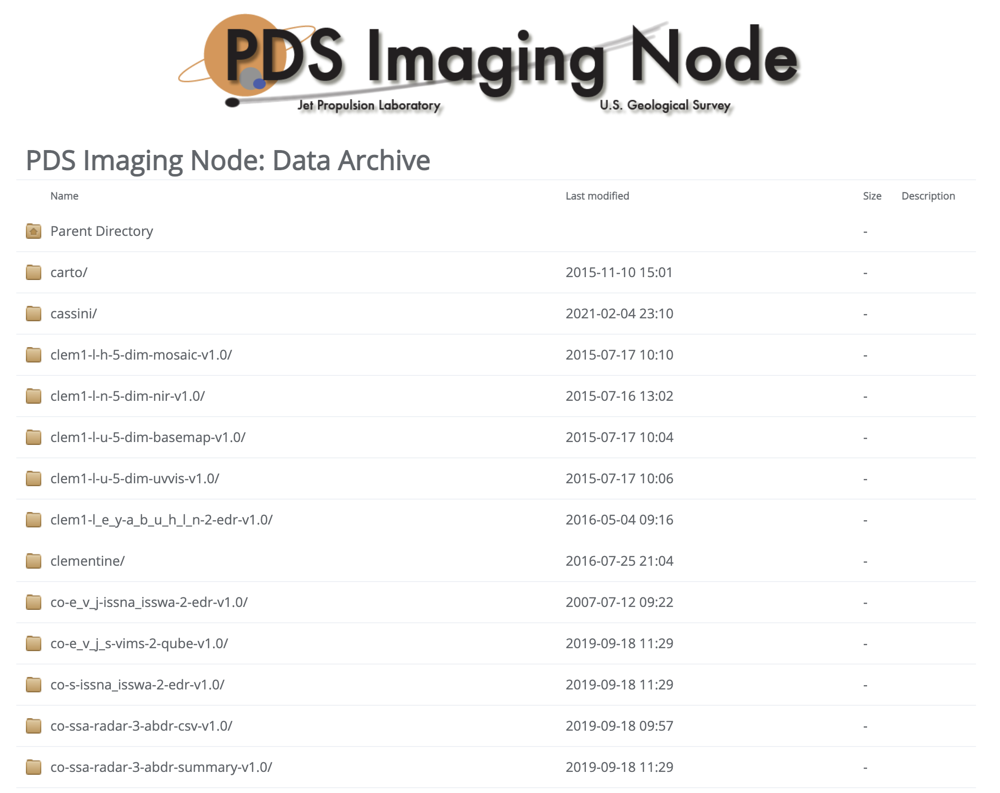 PDS Imaging Node
Jet Propulsion Laboratory U.S. Geological Survey
PDS Imaging Node: Data Archive
Name Last modified Size Description
Parent Directory -
carto/ 2015-11-10 15:01 -
cassini/ 2021-02-04 23:10 -
clem1-l-h-5-dim-mosaic-v1.0/ 2015-07-17 10:10 -
clem1-l-n-5-dim-nir-v1.0/ 2015-07-16 13:02 -
clem1-l-u-5-dim-basemap-v1.0/ 2015-07-17 10:04 -
clem1-l-u-5-dim-uvvis-v1.0/ 2015-07-17 10:06 -
clem1-l_e_y-a_b_u_h_l_n-2-edr-v1.0/ 2016-05-04 09:16 -
clementine/ 2016-07-25 21:04 -
co-e_v_j-issna_isswa-2-edr-v1.0/ 2007-07-12 09:22 -
co-e_v_j_s-vims-2-qube-v1.0/ 2019-09-18 11:29 -
co-s-issna_isswa-2-edr-v1.0/ 2019-09-18 11:29 -
co-ssa-radar-3-abdr-csv-v1.0/ 2019-09-18 09:57 -
co-ssa-radar-3-abdr-summary-v1.0/ 2019-09-18 11:29 -